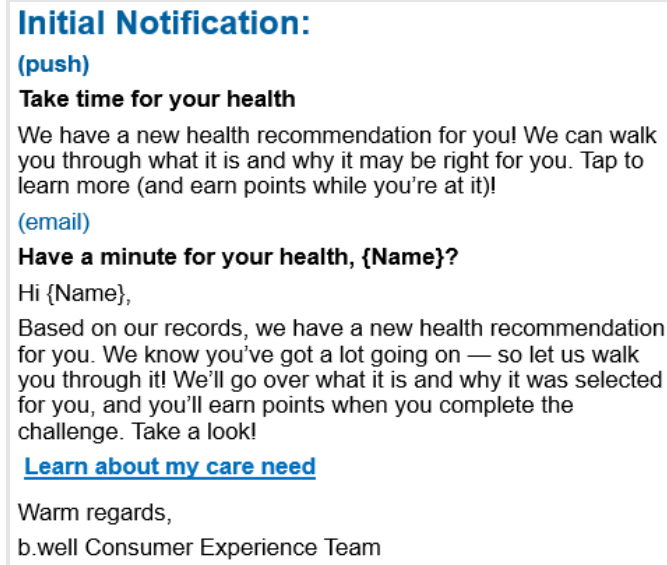 Initial Notification:
(push)
Take time for your health
We have a new health recommendation for you! We can walk
you through what it is and why it may be right for you. Tap to
learn more (and earn points while you’re at it)!
(email)
Have a minute for your health, {Name}?
Hi {Name},
Based on our records, we have a new health recommendation
for you. We know you’ve got a lot going on — so let us walk
you through it! We’ll go over what it is and why it was selected
for you, and you’ll earn points when you complete the
challenge. Take a look!
Learn about my care need
Warm regards,
b.well Consumer Experience Team